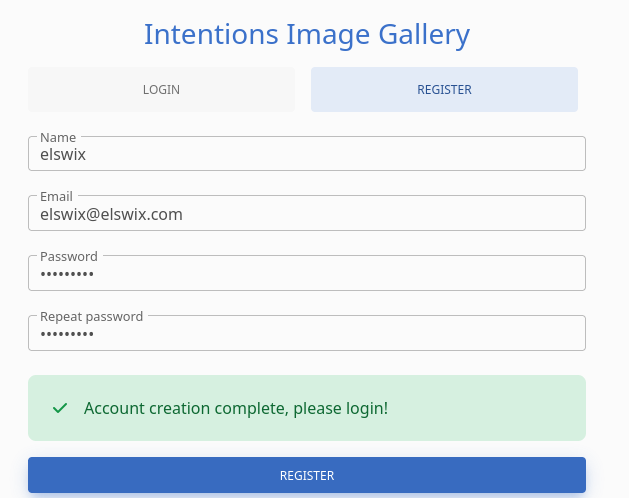 Intentions Image Gallery
LOGIN
REGISTER
Name
elswix
Email
elswix@elswix.com
Password
•••••••••
Repeat password
•••••••••
Account creation complete, please login!
REGISTER